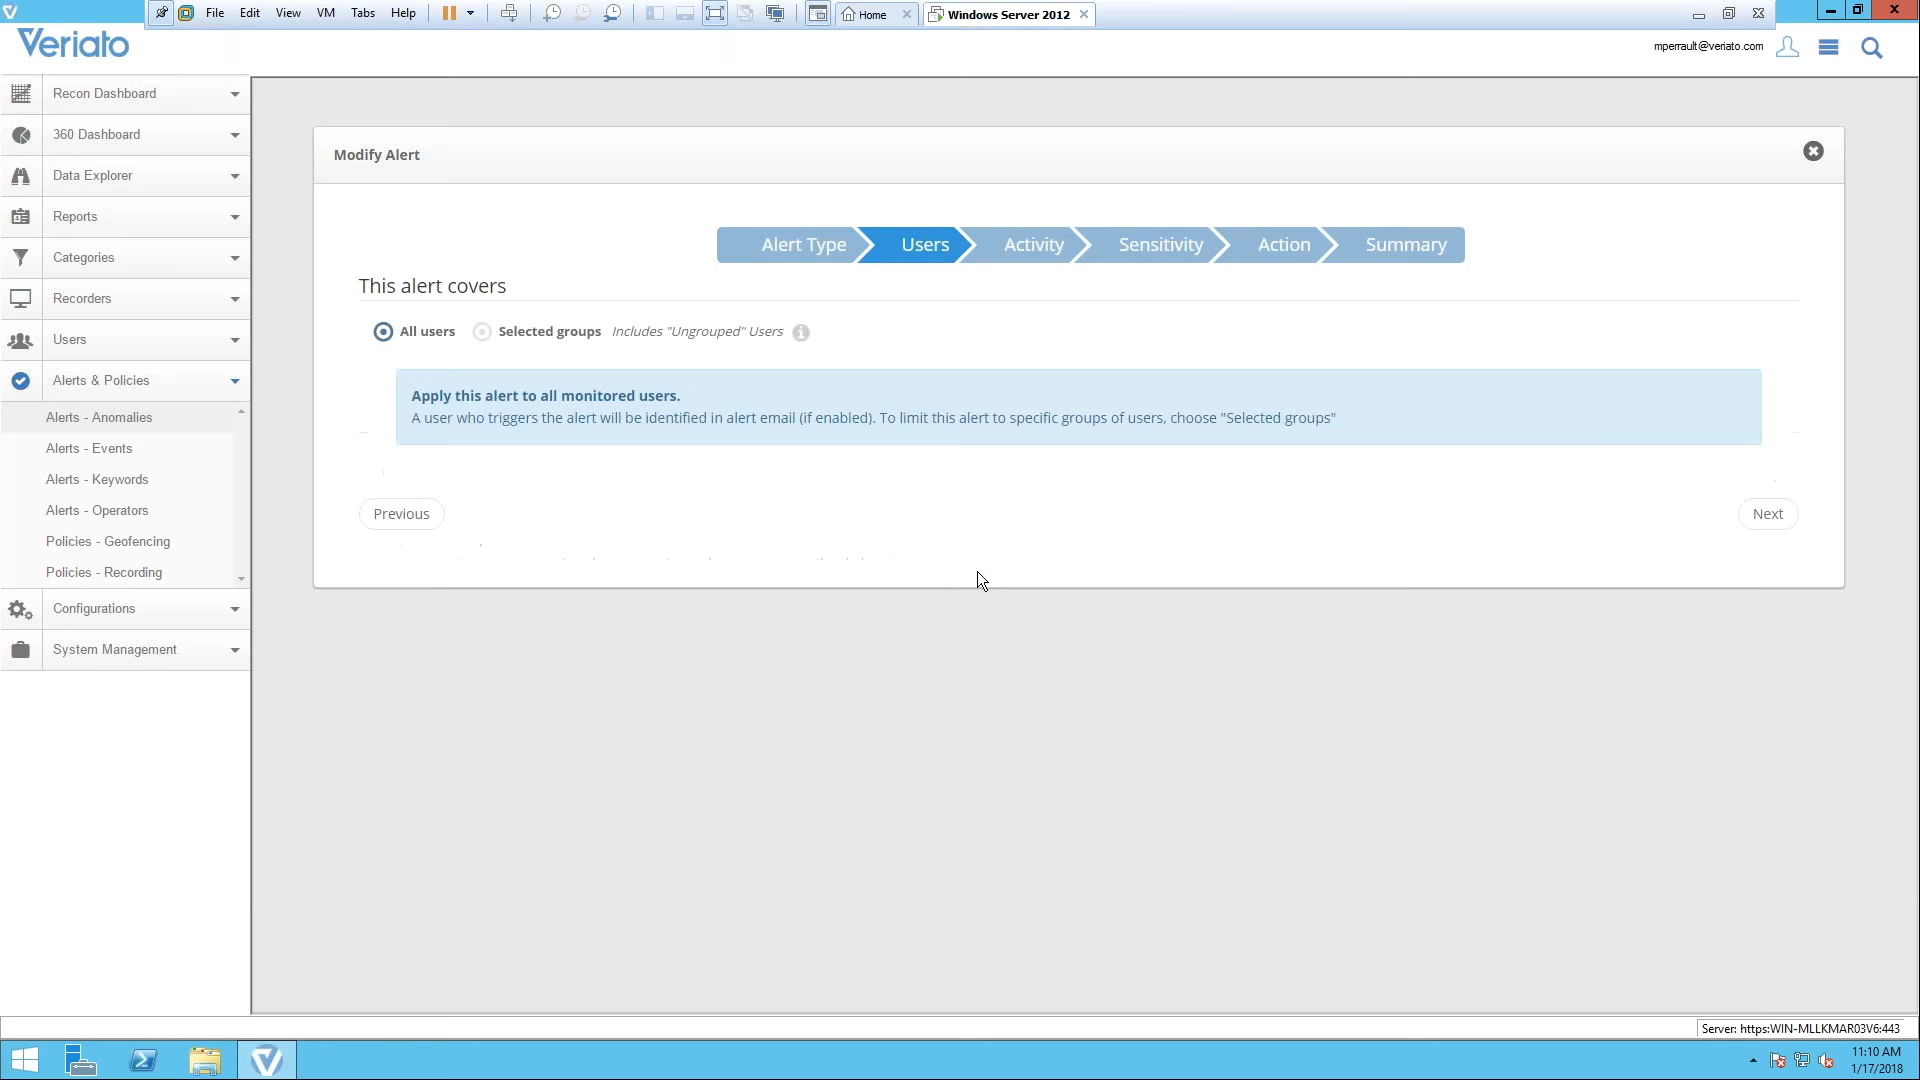 File Edit View VM Tabs Help Home Windows Server 2012
Veriato
mperrault@veriato.com
Recon Dashboard
360 Dashboard
Data Explorer
Reports
Categories
Recorders
Users
Alerts & Policies
Alerts - Anomalies
Alerts - Events
Alerts - Keywords
Alerts - Operators
Policies - Geofencing
Policies - Recording
Configurations
System Management
Modify Alert
Alert Type Users Activity Sensitivity Action Summary
This alert covers
All users Selected groups Includes "Ungrouped" Users
Apply this alert to all monitored users.
A user who triggers the alert will be identified in alert email (if enabled). To limit this alert to specific groups of users, choose "Selected groups"
Previous Next
Server: https:WIN-MLLKMAR03V6:443
11:10 AM
1/17/2018